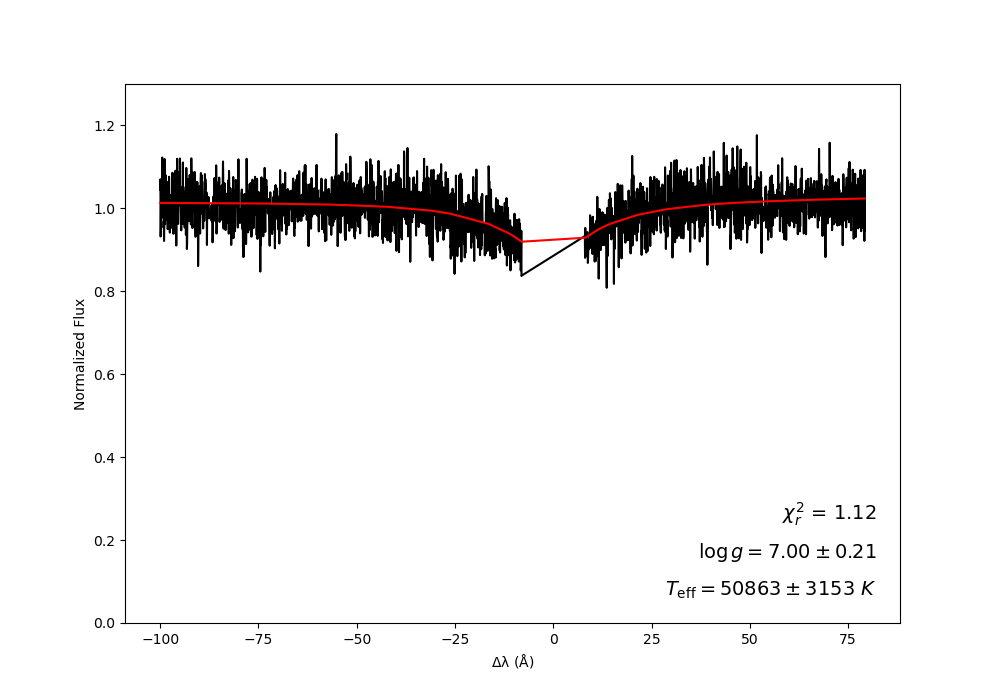 1.2
1.0
0.8
0.6
0.4
0.2
0.0
Normalized Flux
χ²ᵣ = 1.12
log g = 7.00 ± 0.21
T_eff = 50863 ± 3153 K
−100 −75 −50 −25 0 25 50 75
Δλ (Å)